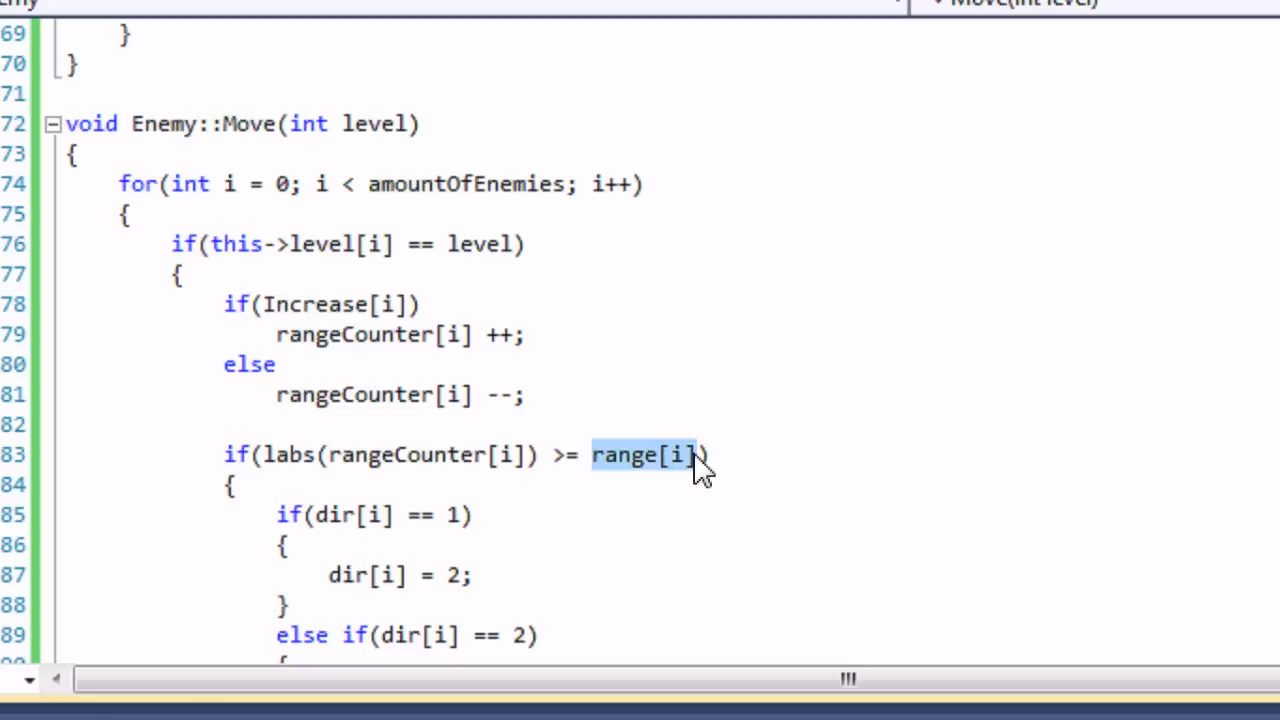 Move(int level)
69 }
70 }
71
72 void Enemy::Move(int level)
73 {
74 for(int i = 0; i < amountOfEnemies; i++)
75 {
76 if(this->level[i] == level)
77 {
78 if(Increase[i])
79 rangeCounter[i] ++;
80 else
81 rangeCounter[i] --;
82
83 if(labs(rangeCounter[i]) >= range[i])
84 {
85 if(dir[i] == 1)
86 {
87 dir[i] = 2;
88 }
89 else if(dir[i] == 2)
{